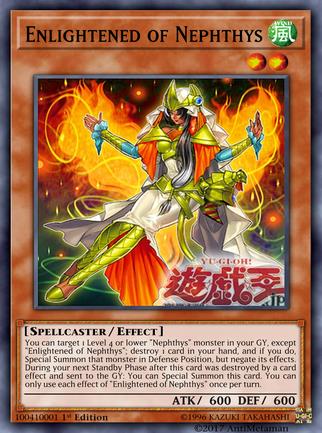 ENLIGHTENED OF NEPHTHYS
WIND
風
YU-GI-OH!
遊戯王
.JP
[SPELLCASTER / EFFECT]
You can target 1 Level 4 or lower "Nephthys" monster in your GY, except
"Enlightened of Nephthys"; destroy 1 card in your hand, and if you do,
Special Summon that monster in Defense Position, but negate its effects.
During your next Standby Phase after this card was destroyed by a card
effect and sent to the GY: You can Special Summon this card. You can
only use each effect of "Enlightened of Nephthys" once per turn.
ATK/ 600 DEF/ 600
100410001 1st Edition
©1996 KAZUKI TAKAHASHI
©2017 AntiMetaman